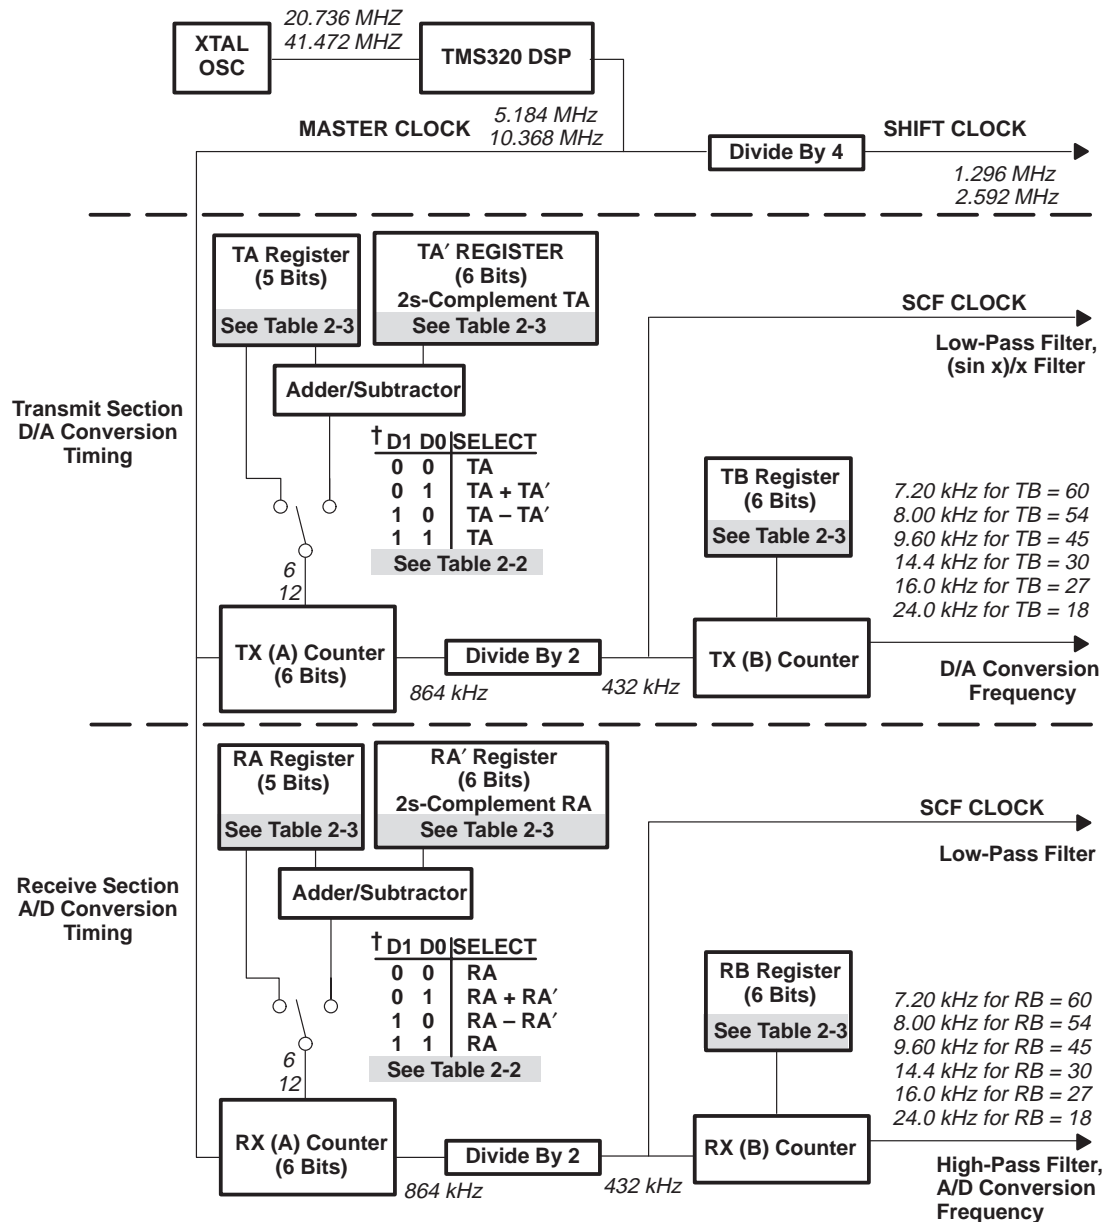 20.736 MHZ
41.472 MHZ
XTAL
OSC
TMS320 DSP
MASTER CLOCK
5.184 MHz
10.368 MHz
Divide By 4
SHIFT CLOCK
1.296 MHz
2.592 MHz
TA Register
(5 Bits)
See Table 2-3
TA′ REGISTER
(6 Bits)
2s-Complement TA
See Table 2-3
SCF CLOCK
Low-Pass Filter,
(sin x)/x Filter
Adder/Subtractor
Transmit Section
D/A Conversion
Timing
† D1 D0 SELECT
0 0 TA
0 1 TA + TA′
1 0 TA – TA′
1 1 TA
See Table 2-2
TB Register
(6 Bits)
See Table 2-3
7.20 kHz for TB = 60
8.00 kHz for TB = 54
9.60 kHz for TB = 45
14.4 kHz for TB = 30
16.0 kHz for TB = 27
24.0 kHz for TB = 18
6
12
TX (A) Counter
(6 Bits)
864 kHz
Divide By 2
432 kHz
TX (B) Counter
D/A Conversion
Frequency
RA Register
(5 Bits)
See Table 2-3
RA′ Register
(6 Bits)
2s-Complement RA
See Table 2-3
SCF CLOCK
Low-Pass Filter
Adder/Subtractor
Receive Section
A/D Conversion
Timing
† D1 D0 SELECT
0 0 RA
0 1 RA + RA′
1 0 RA – RA′
1 1 RA
See Table 2-2
RB Register
(6 Bits)
See Table 2-3
7.20 kHz for RB = 60
8.00 kHz for RB = 54
9.60 kHz for RB = 45
14.4 kHz for RB = 30
16.0 kHz for RB = 27
24.0 kHz for RB = 18
6
12
RX (A) Counter
(6 Bits)
864 kHz
Divide By 2
432 kHz
RX (B) Counter
High-Pass Filter,
A/D Conversion
Frequency